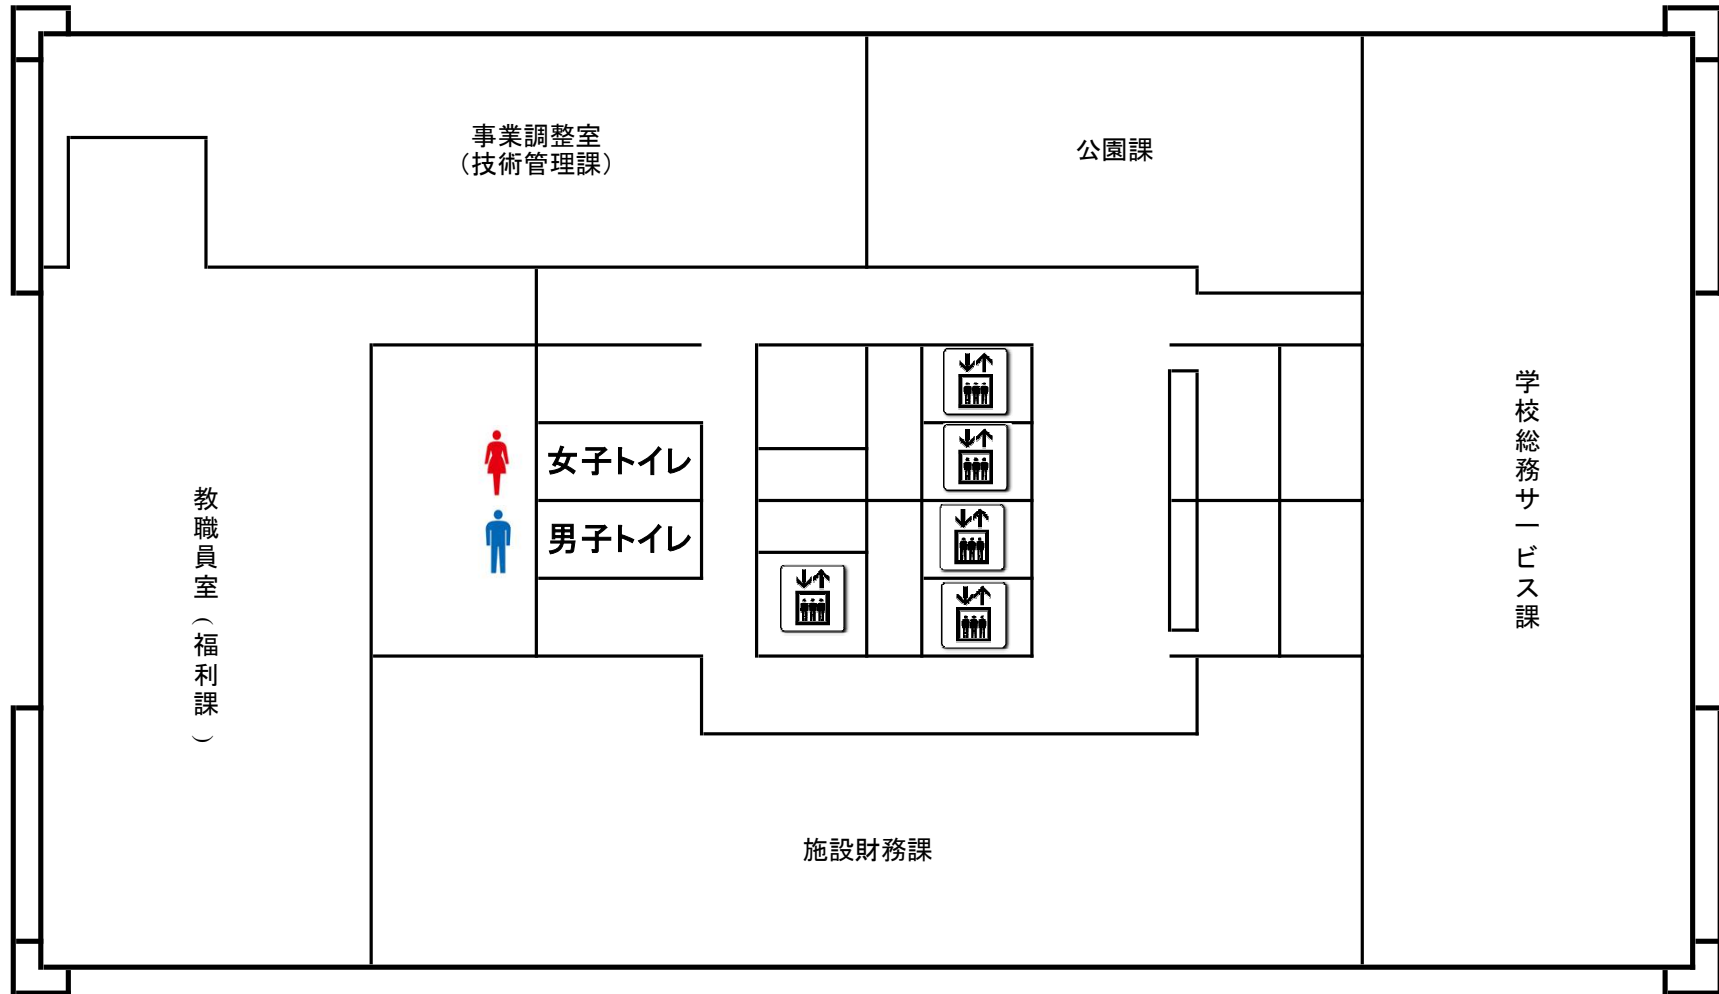 事業調整室
（技術管理課）
公園課
女子トイレ
男子トイレ
教職員室（福利課）
学校総務サービス課
施設財務課